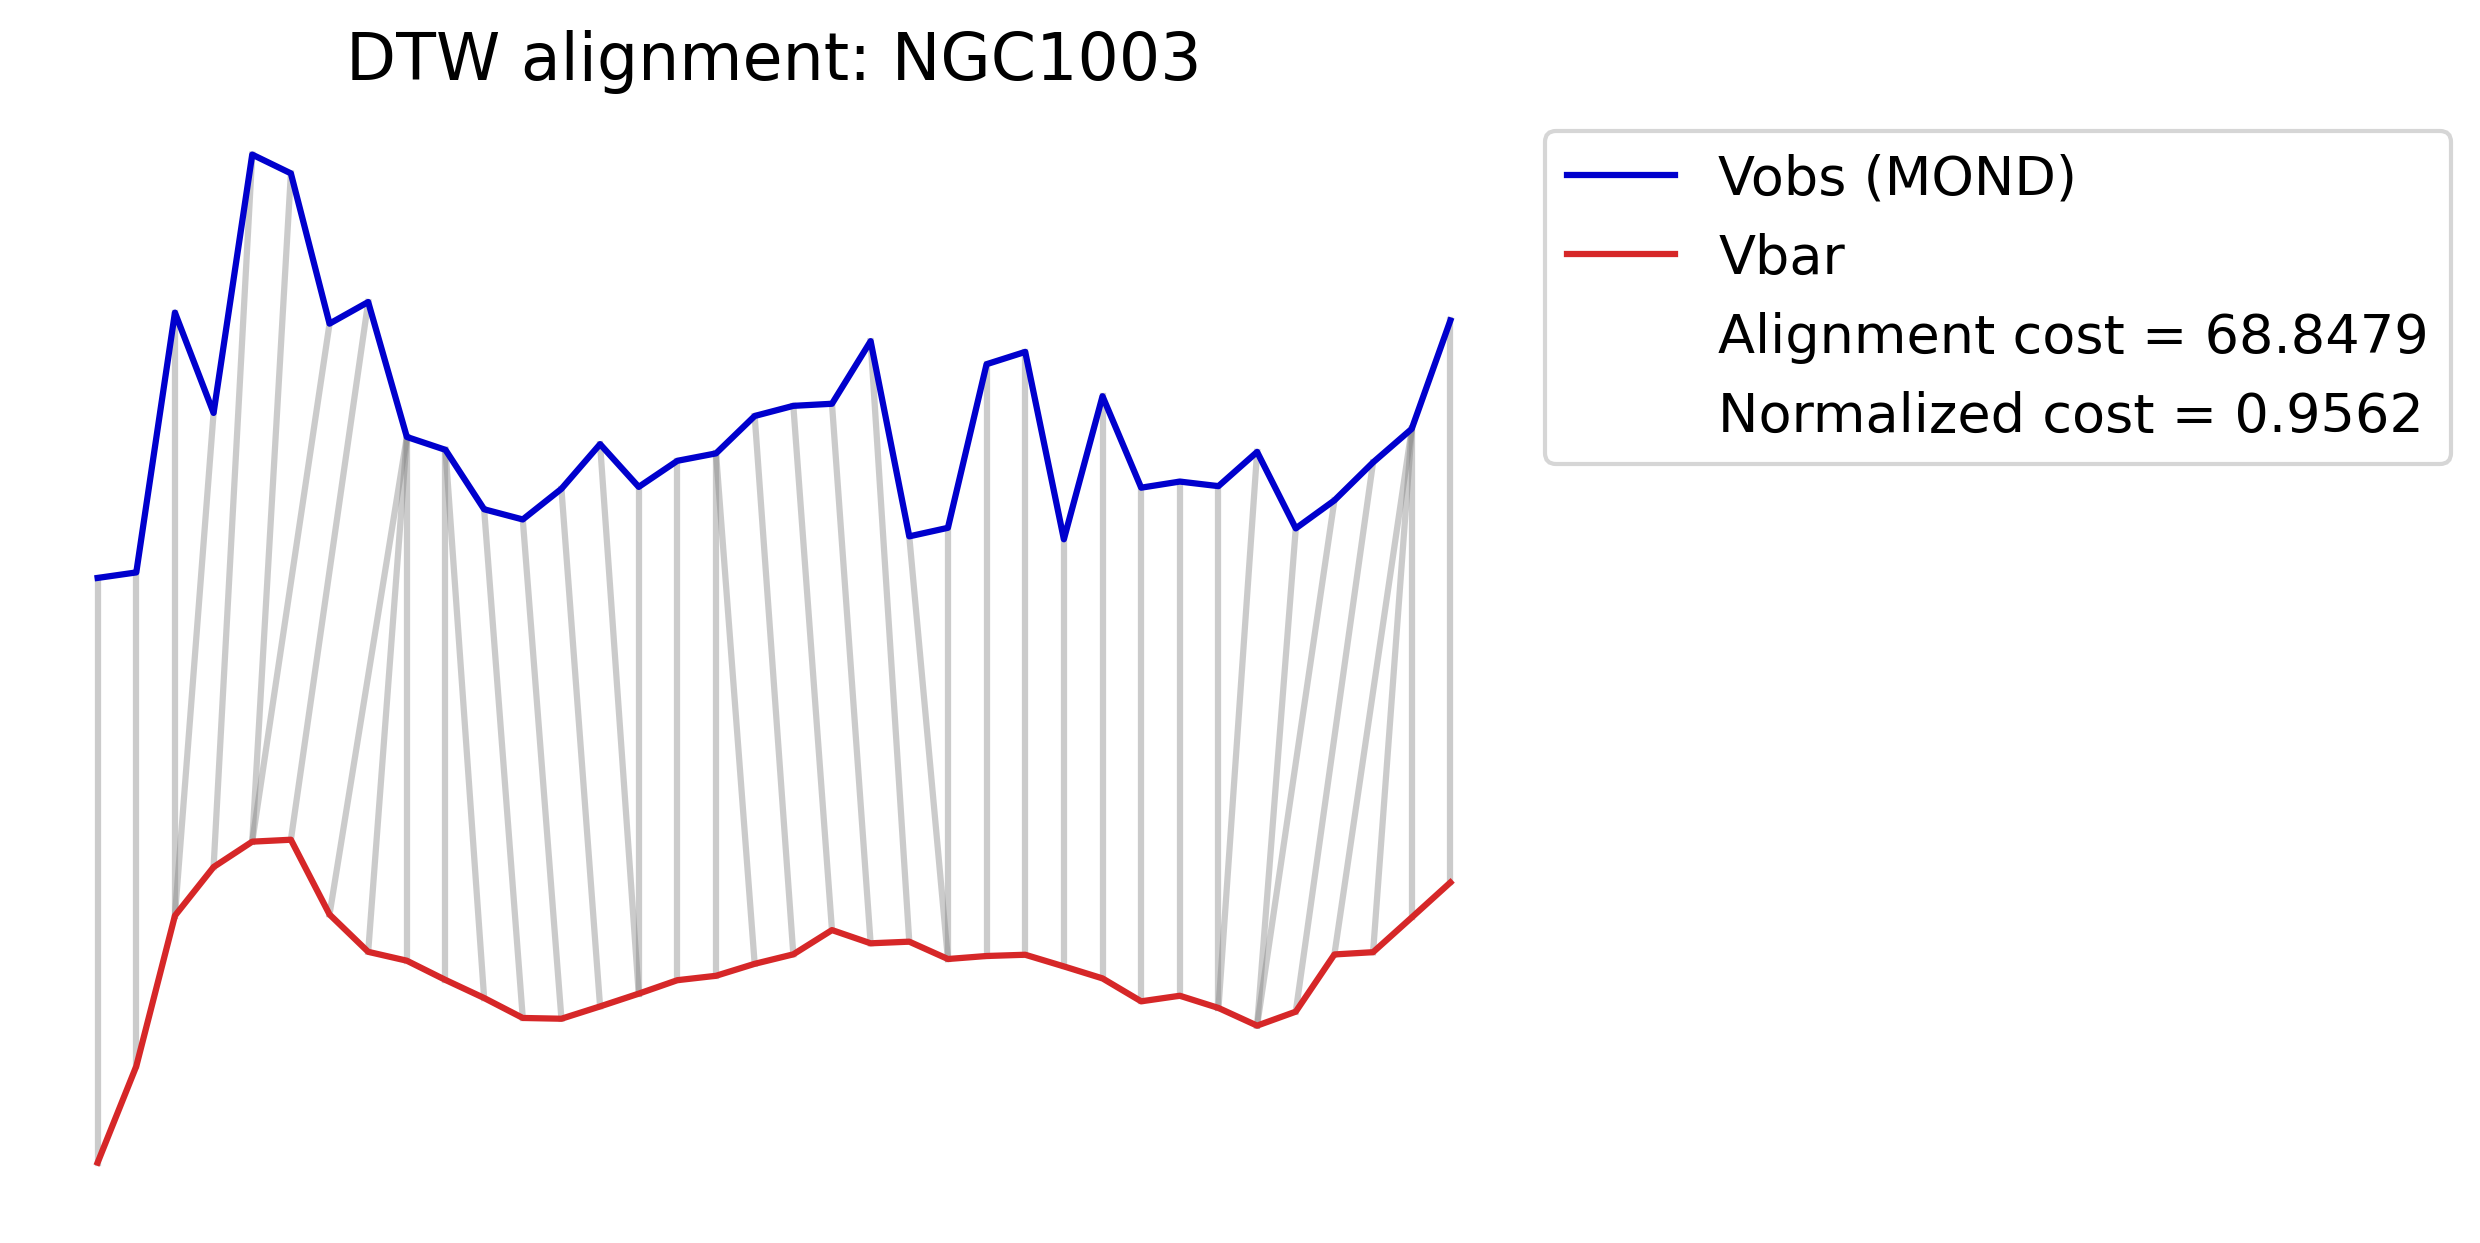 DTW alignment: NGC1003
Vobs (MOND)
Vbar
Alignment cost = 68.8479
Normalized cost = 0.9562